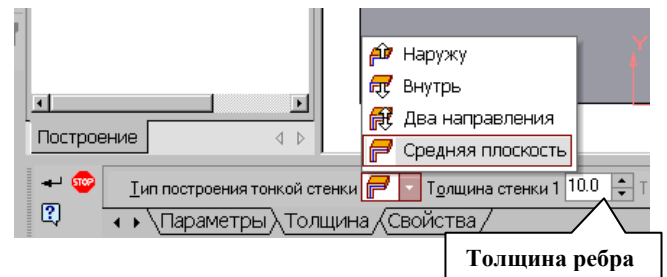 Наружу
Внутрь
Два направления
Средняя плоскость
Y
Построение
STOP
Тип построения тонкой стенки
Толщина стенки 1 10.0 Т
?
Параметры Толщина Свойства
Толщина ребра